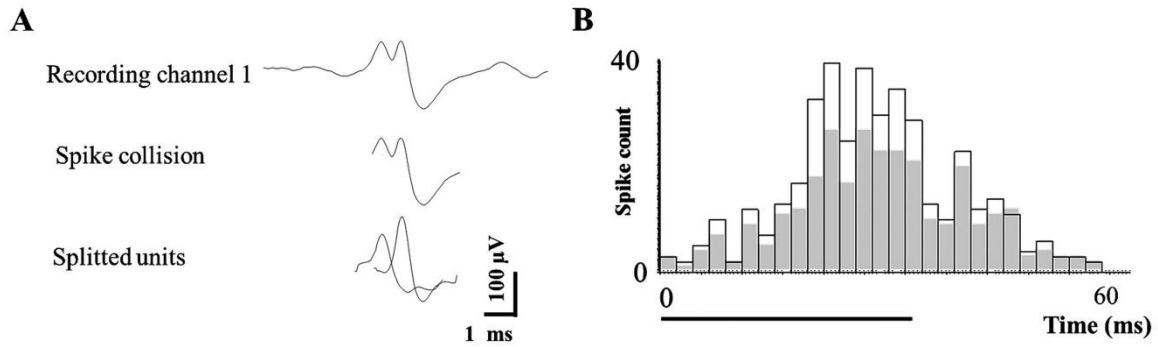 A
Recording channel 1
Spike collision
Splitted units
100 μV
1 ms
B
40
Spike count
0
0
60
Time (ms)